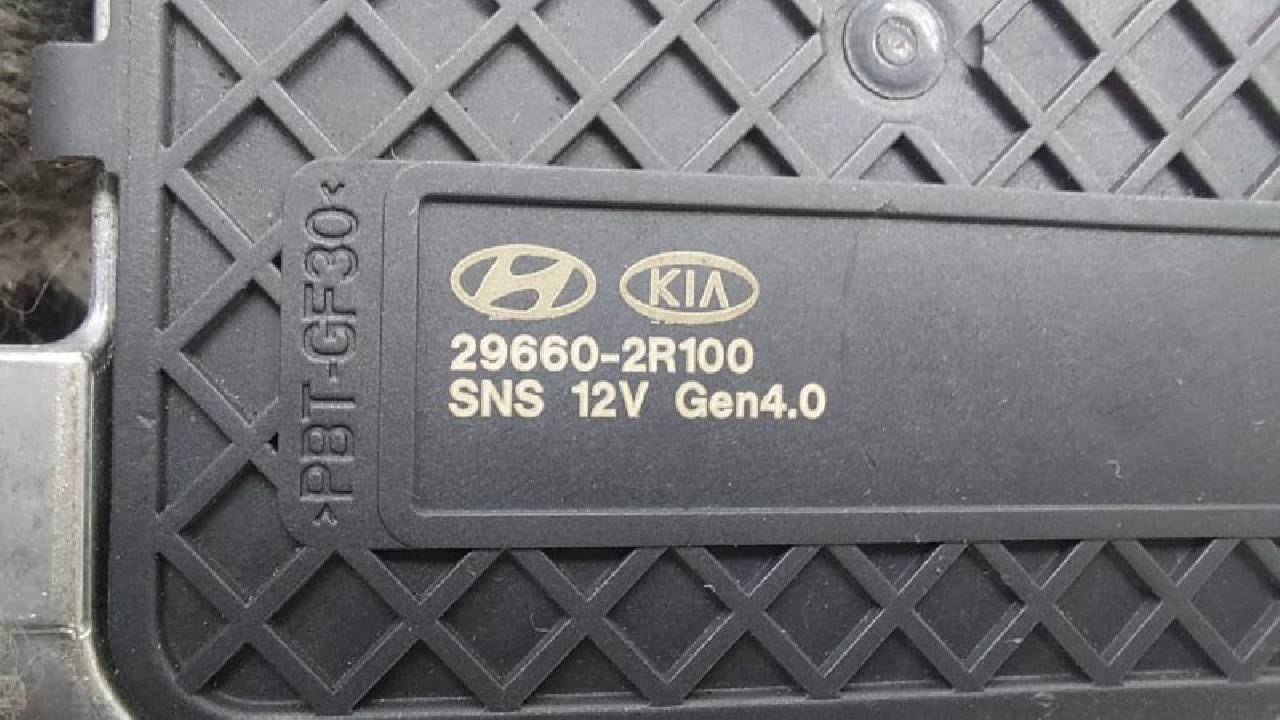 KIA
29660-2R100
SNS 12V Gen4.0
>PBT-GF30<